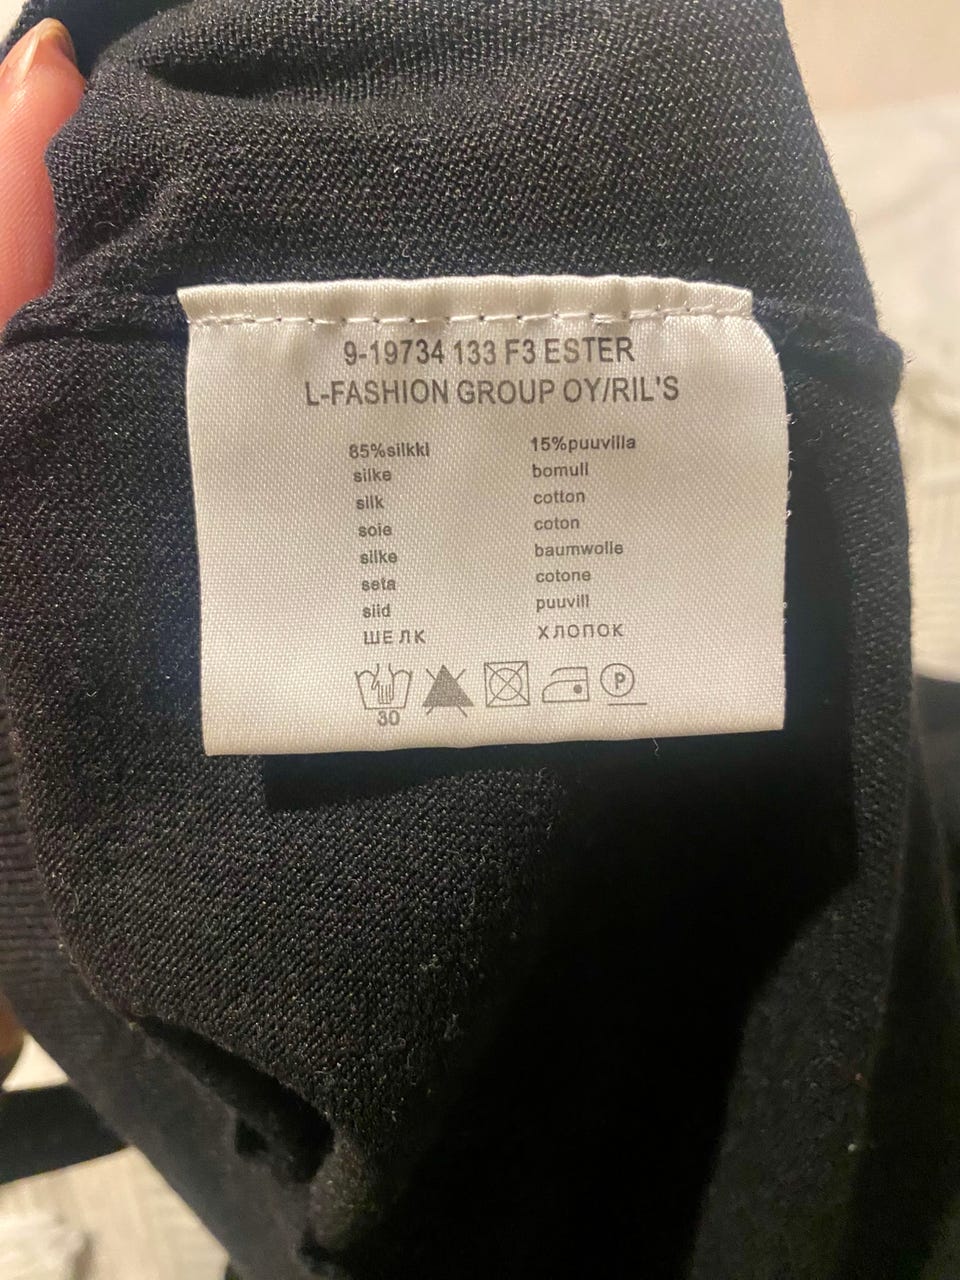 9-19734 133 F3 ESTER
L-FASHION GROUP OY/RIL'S
85%silkki 15%puuvilla
silke bomull
silk cotton
soie coton
silke baumwolle
seta cotone
siid puuvill
ШЕЛК ХЛОПОК
30 P